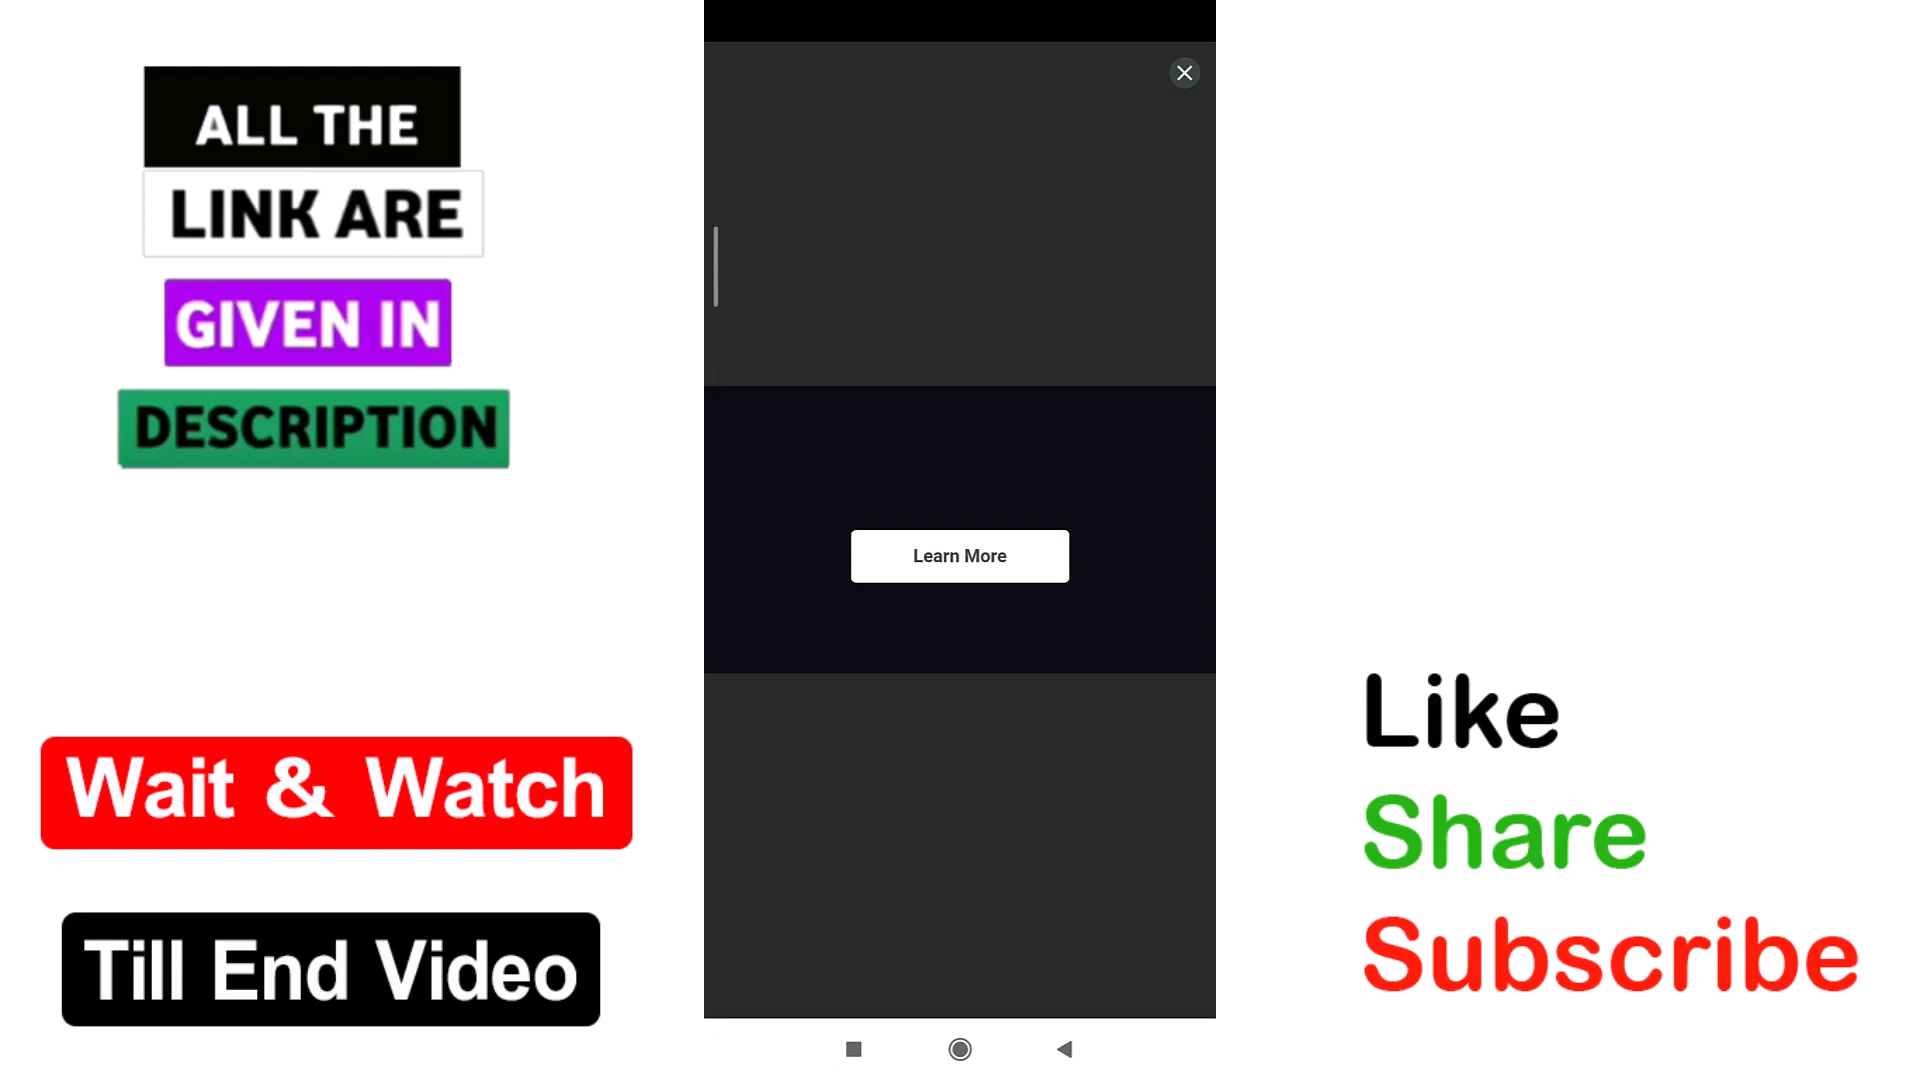 ALL THE
LINK ARE
GIVEN IN
DESCRIPTION
Wait & Watch
Till End Video
Learn More
Like
Share
Subscribe